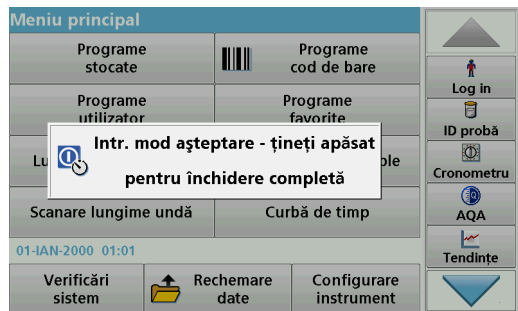 Meniu principal
Programe
stocate
Programe
cod de bare
Programe
utilizator
Programe
favorite
Intr. mod aşteptare - ţineţi apăsat
pentru închidere completă
Lu
ple
Scanare lungime undă
Curbă de timp
01-IAN-2000 01:01
Verificări
sistem
Rechemare
date
Configurare
instrument
Log in
ID probă
Cronometru
AQA
Tendinţe